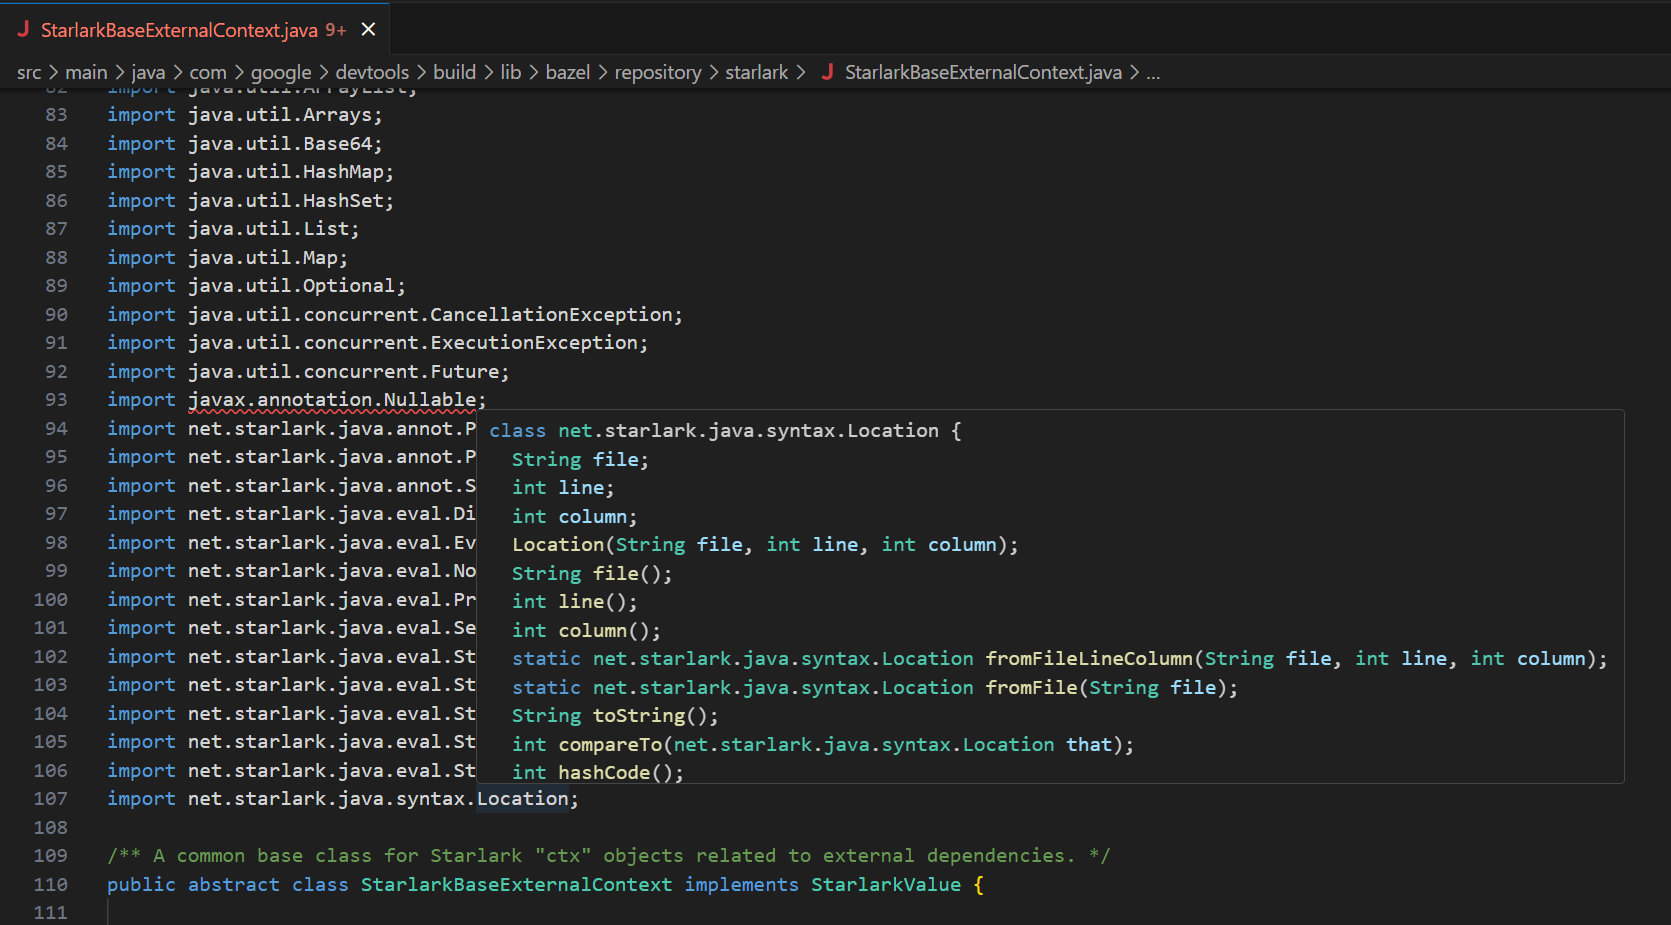 StarlarkBaseExternalContext.java 9+
src > main > java > com > google > devtools > build > lib > bazel > repository > starlark > StarlarkBaseExternalContext.java > ...
82 import java.util.ArrayList;
83 import java.util.Arrays;
84 import java.util.Base64;
85 import java.util.HashMap;
86 import java.util.HashSet;
87 import java.util.List;
88 import java.util.Map;
89 import java.util.Optional;
90 import java.util.concurrent.CancellationException;
91 import java.util.concurrent.ExecutionException;
92 import java.util.concurrent.Future;
93 import javax.annotation.Nullable;
94 import net.starlark.java.annot.P
95 import net.starlark.java.annot.P
96 import net.starlark.java.annot.S
97 import net.starlark.java.eval.Di
98 import net.starlark.java.eval.Ev
99 import net.starlark.java.eval.No
100 import net.starlark.java.eval.Pr
101 import net.starlark.java.eval.Se
102 import net.starlark.java.eval.St
103 import net.starlark.java.eval.St
104 import net.starlark.java.eval.St
105 import net.starlark.java.eval.St
106 import net.starlark.java.eval.St
class net.starlark.java.syntax.Location {
String file;
int line;
int column;
Location(String file, int line, int column);
String file();
int line();
int column();
static net.starlark.java.syntax.Location fromFileLineColumn(String file, int line, int column);
static net.starlark.java.syntax.Location fromFile(String file);
String toString();
int compareTo(net.starlark.java.syntax.Location that);
int hashCode();
107 import net.starlark.java.syntax.Location;
108
109 /** A common base class for Starlark "ctx" objects related to external dependencies. */
110 public abstract class StarlarkBaseExternalContext implements StarlarkValue {
111